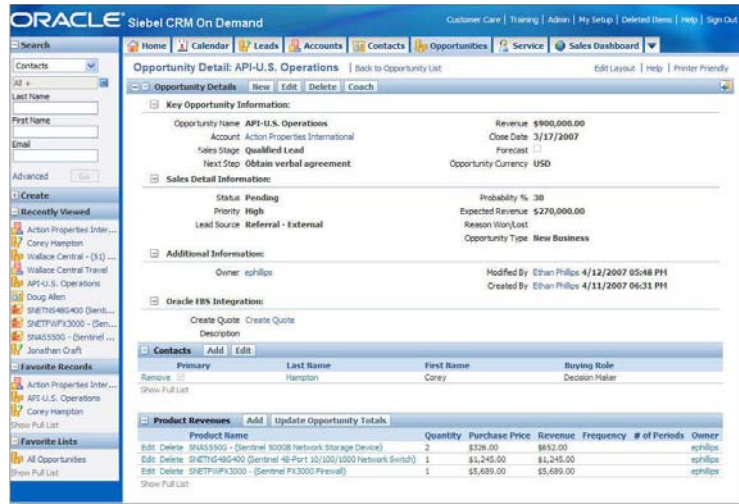 ORACLE Siebel CRM On Demand
Customer Care | Training | Admin | My Setup | Deleted Items | Help | Sign Out
Search
Home Calendar Leads Accounts Contacts Opportunities Service Sales Dashboard
Contacts
All +
Last Name
First Name
Email
Advanced Go
Create
Recently Viewed
Action Properties Inter...
Corey Hampton
Wallace Central - ($1) ...
Wallace Central Travel
API-U.S. Operations
Doug Allen
SNETNS48G400 (Senti...
SNETFWFX3000 - (Sen...
SNAS550G - (Sentinel ...
Jonathan Craft
Favorite Records
Action Properties Inter...
API-U.S. Operations
Corey Hampton
Show Full List
Favorite Lists
All Opportunities
Show Full List
Opportunity Detail: API-U.S. Operations | Back to Opportunity List
Edit Layout | Help | Printer Friendly
Opportunity Details New Edit Delete Coach
Key Opportunity Information:
Opportunity Name API-U.S. Operations Revenue $900,000.00
Account Action Properties International Close Date 3/17/2007
Sales Stage Qualified Lead Forecast
Next Step Obtain verbal agreement Opportunity Currency USD
Sales Detail Information:
Status Pending Probability % 30
Priority High Expected Revenue $270,000.00
Lead Source Referral - External Reason Won/Lost
Opportunity Type New Business
Additional Information:
Owner ephilips Modified By Ethan Philips 4/12/2007 05:48 PM
Created By Ethan Philips 4/11/2007 06:31 PM
Oracle EBS Integration:
Create Quote Create Quote
Description
Contacts Add Edit
Primary Last Name First Name Buying Role
Remove Hampton Corey Decision Maker
Show Full List
Product Revenues Add Update Opportunity Totals
Product Name Quantity Purchase Price Revenue Frequency # of Periods Owner
Edit Delete SNAS550G - (Sentinel 500GB Network Storage Device) 2 $326.00 $652.00 ephilips
Edit Delete SNETNS48G400 (Sentinel 48-Port 10/100/1000 Network Switch) 1 $1,245.00 $1,245.00 ephilips
Edit Delete SNETFWFX3000 - (Sentinel FX3000 Firewall) 1 $5,689.00 $5,689.00 ephilips
Show Full List